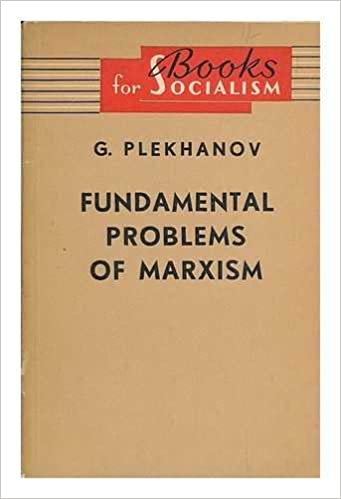 Books
for SOCIALISM
G. PLEKHANOV
FUNDAMENTAL
PROBLEMS
OF MARXISM